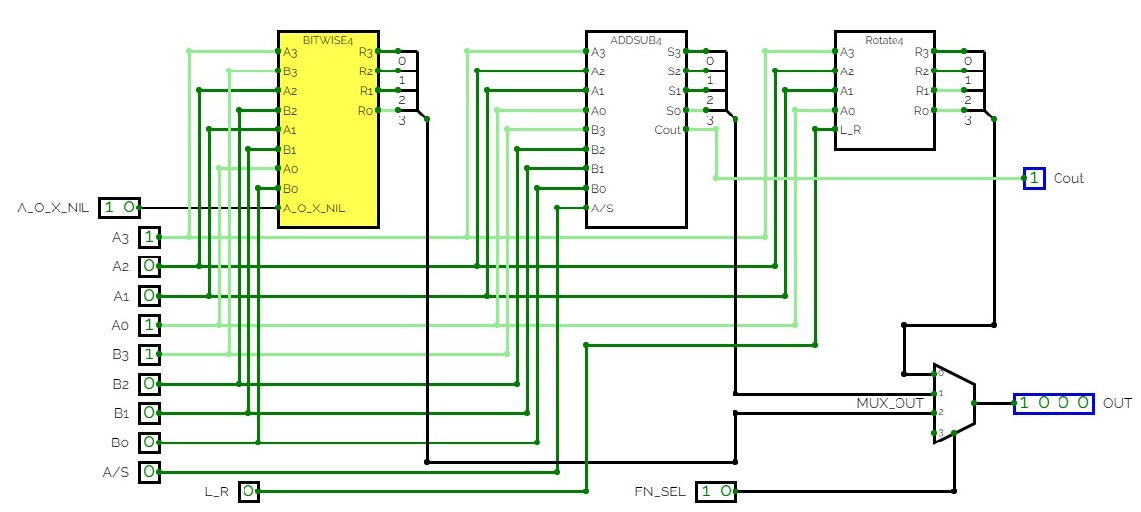 BITWISE4 ADDSUB4 Rotate4
A3 R3 A3 S3 A3 R3
0 0 0
B3 R2 A2 S2 A2 R2
1 1 1
A2 R1 A1 S1 A1 R1
2 2 2
B2 R0 A0 S0 A0 R0
3 3 3
A1 B3 Cout L_R
B1 B2
A0 B1 1 Cout
B0 B0
A_O_X_NIL 1 0 A_O_X_NIL A/S
A3 1
A2 0
A1 0
A0 1
B3 1
B2 0 0
1
B1 0 MUX_OUT 2 1 0 0 0 OUT
3
B0 0
A/S 0
L_R 0 FN_SEL 1 0